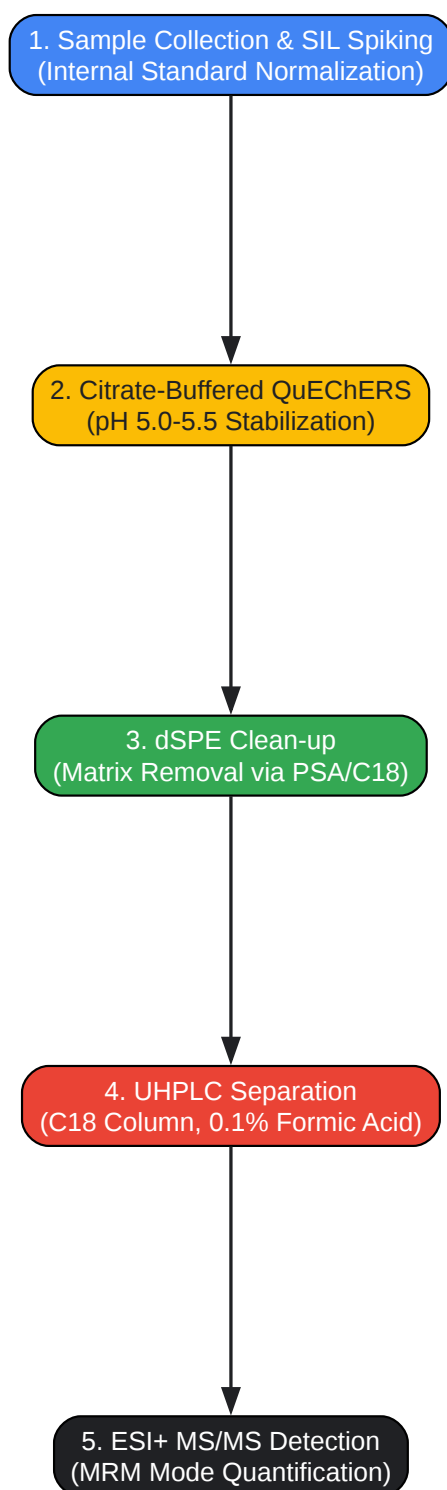 1. Sample Collection & SIL Spiking
(Internal Standard Normalization)
2. Citrate-Buffered QuEChERS
(pH 5.0-5.5 Stabilization)
3. dSPE Clean-up
(Matrix Removal via PSA/C18)
4. UHPLC Separation
(C18 Column, 0.1% Formic Acid)
5. ESI+ MS/MS Detection
(MRM Mode Quantification)